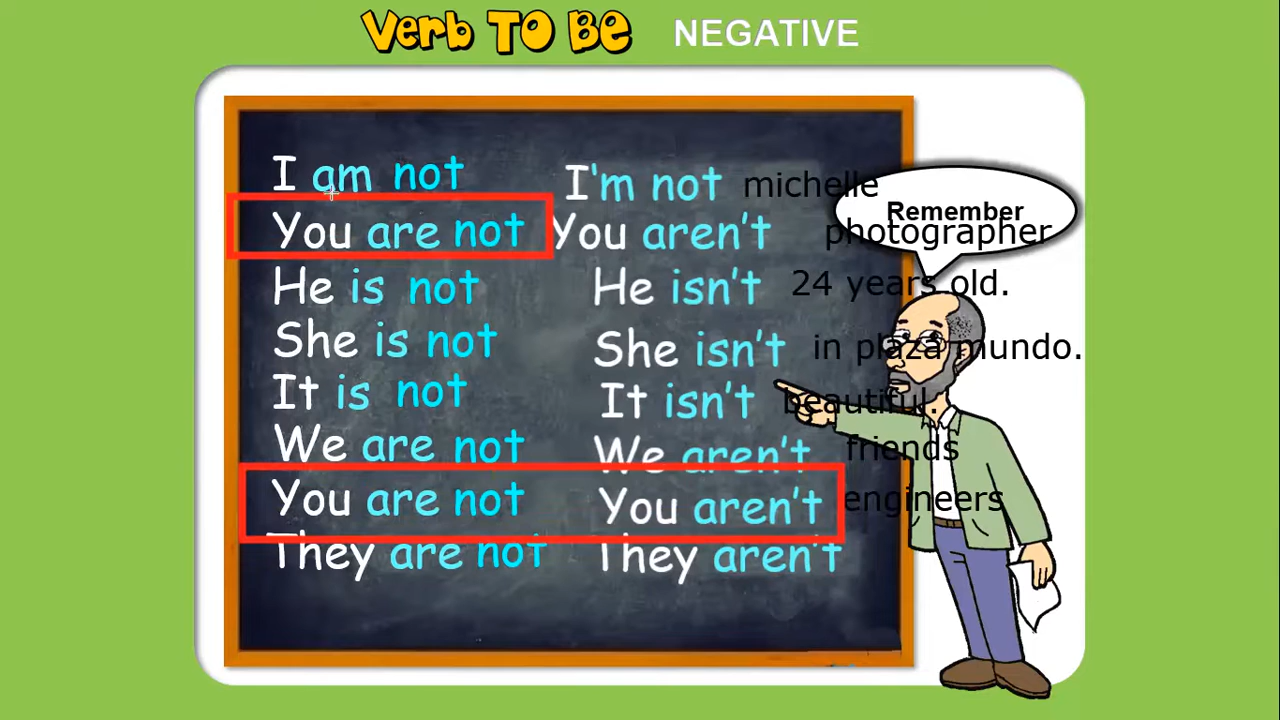 Verb TO BE NEGATIVE
I am not I'm not michelle
Remember
You are not You aren't photographer
He is not He isn't 24 years old.
She is not She isn't in plaza mundo.
It is not It isn't beautiful.
We are not We aren't friends
You are not You aren't engineers
They are not They aren't